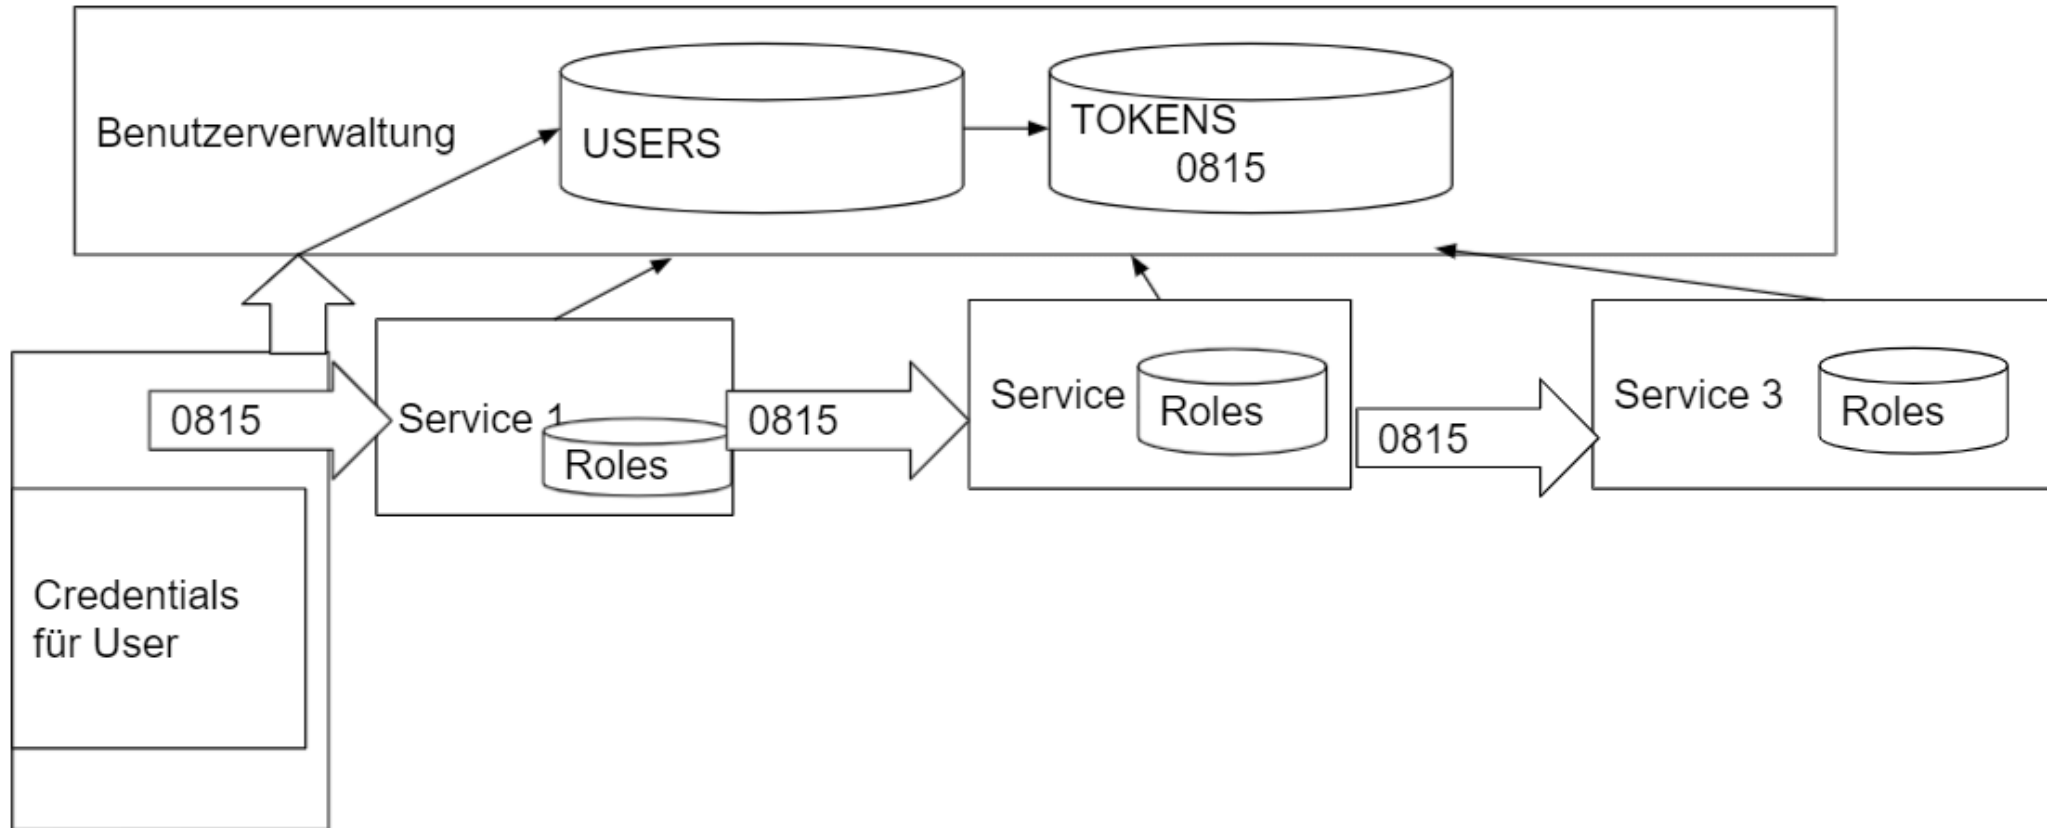 Benutzerverwaltung
USERS
TOKENS
0815
0815
Service 1
Roles
0815
Service
Roles
0815
Service 3
Roles
Credentials
für User